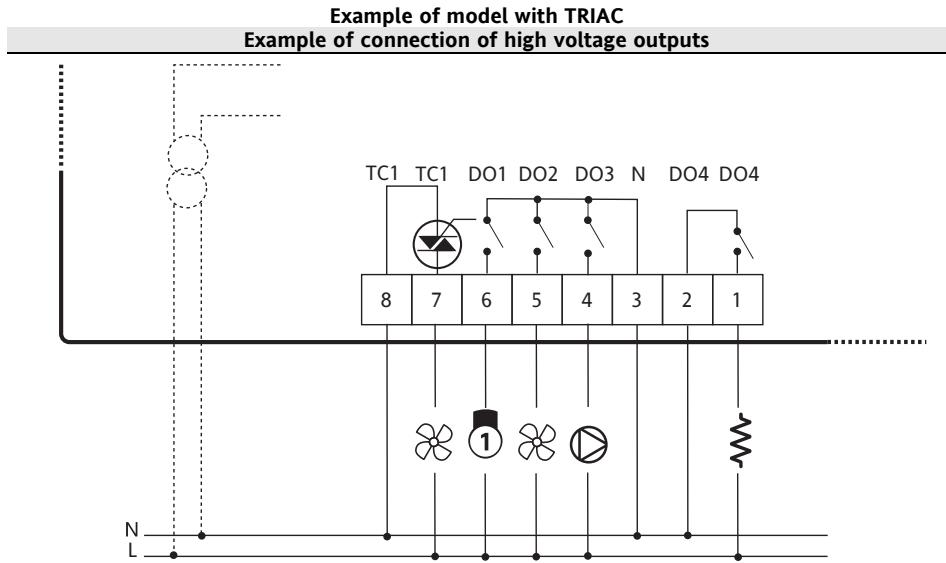 Example of model with TRIAC
Example of connection of high voltage outputs
TC1 TC1 DO1 DO2 DO3 N DO4 DO4
8 7 6 5 4 3 2 1
1
N
L